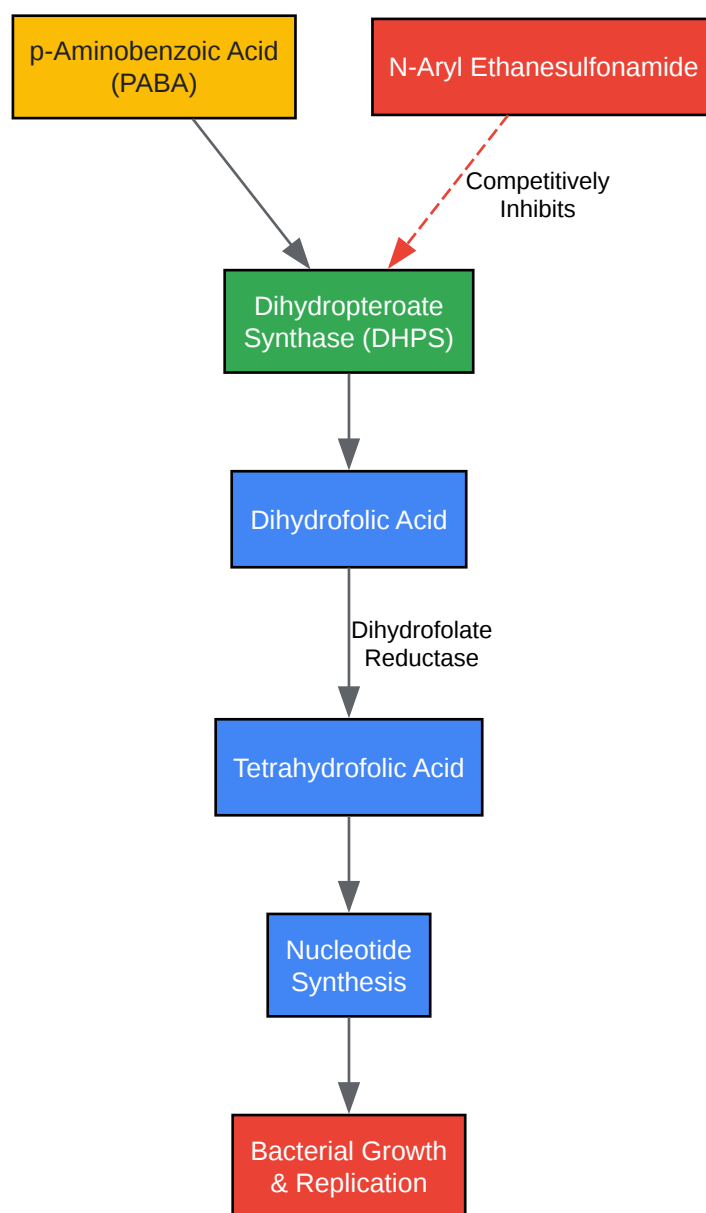 p-Aminobenzoic Acid
(PABA)
N-Aryl Ethanesulfonamide
Competitively
Inhibits
Dihydropteroate
Synthase (DHPS)
Dihydrofolic Acid
Dihydrofolate
Reductase
Tetrahydrofolic Acid
Nucleotide
Synthesis
Bacterial Growth
& Replication